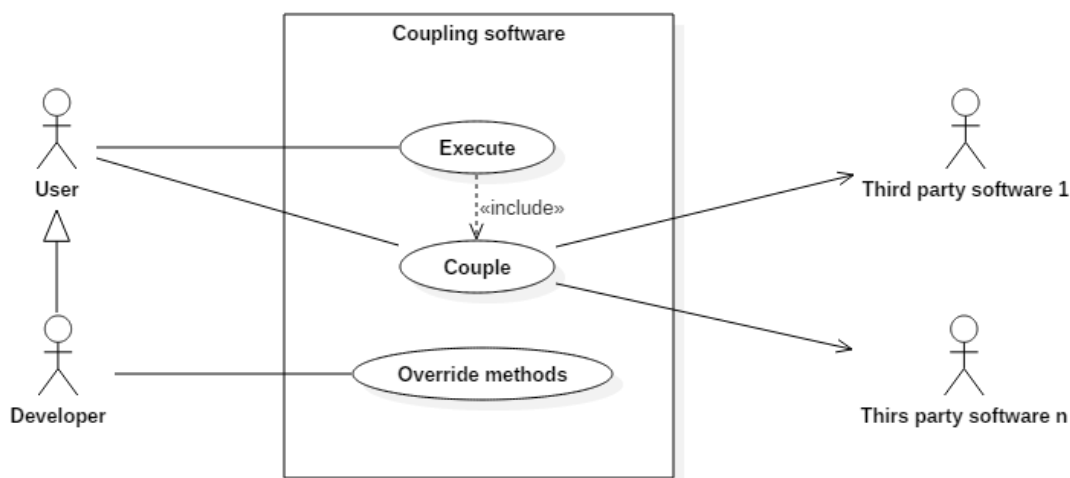 Coupling software
Execute
User
Third party software 1
«include»
Couple
Override methods
Developer
Thirs party software n